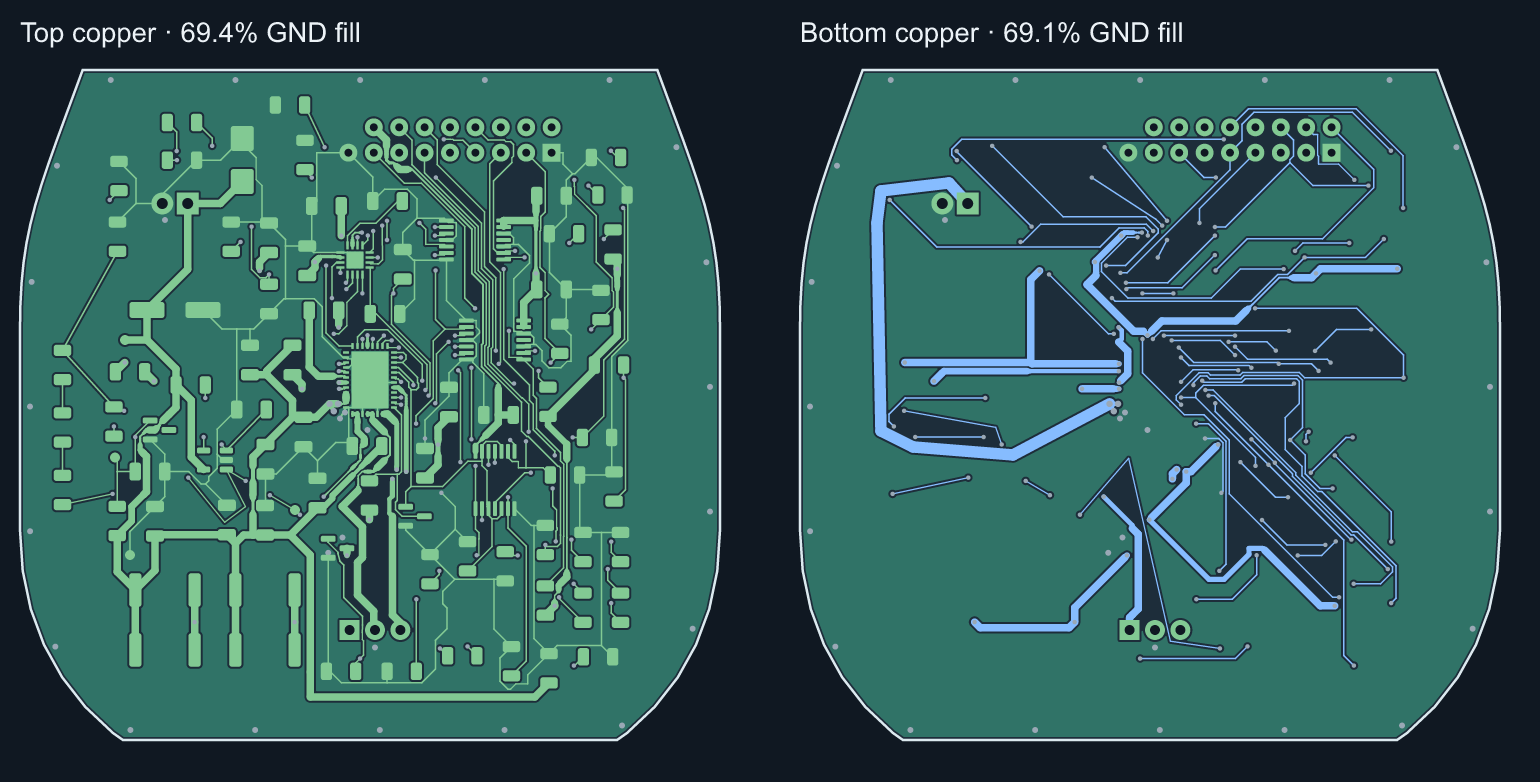 Top copper · 69.4% GND fill
Bottom copper · 69.1% GND fill